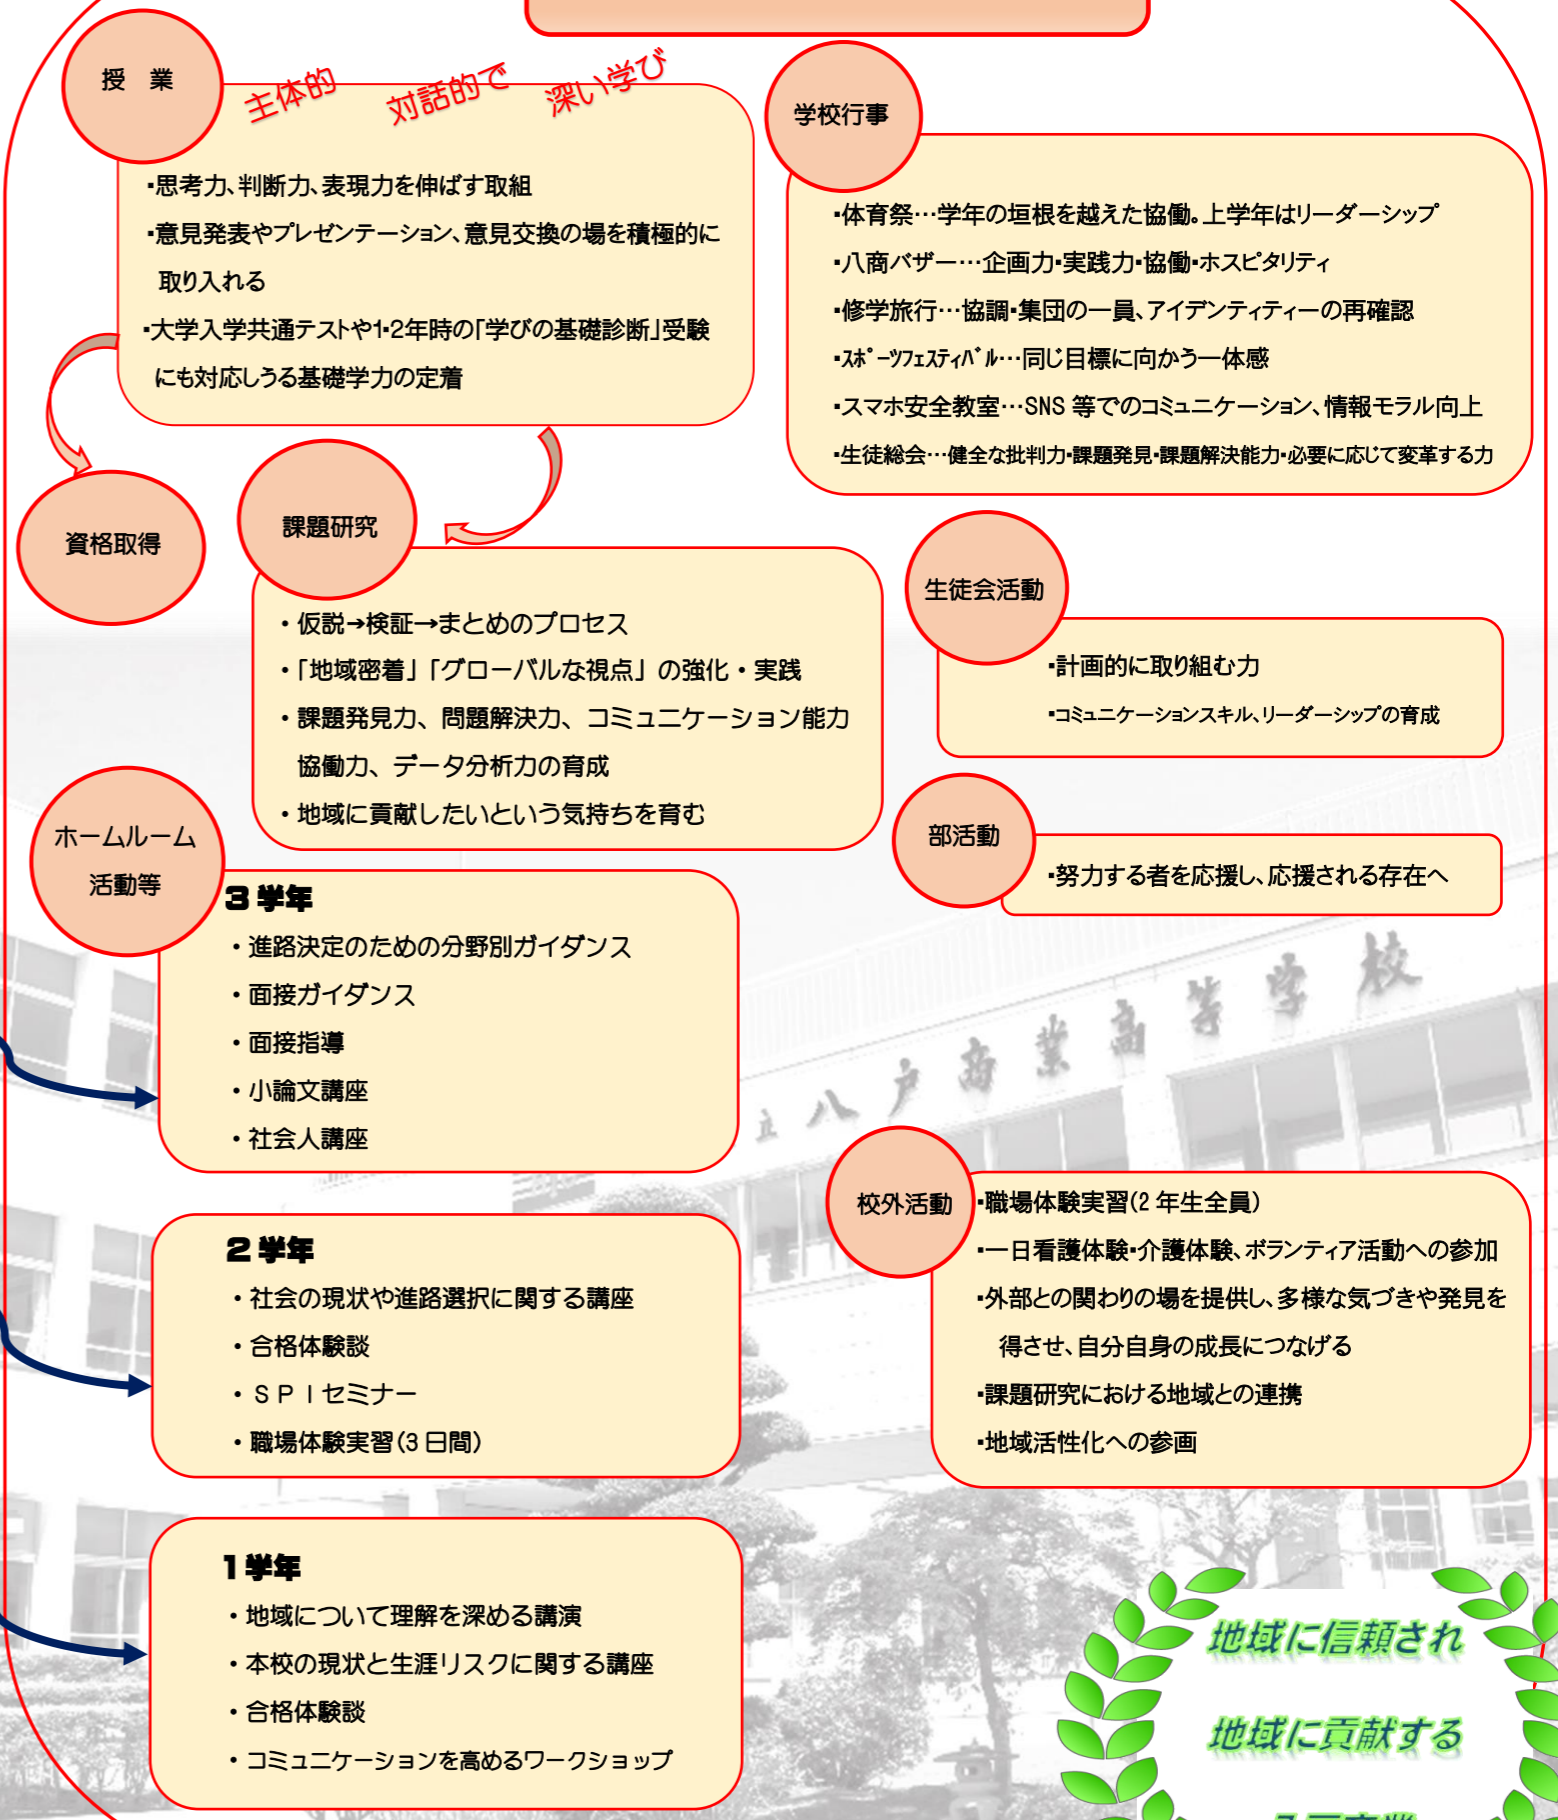 授　業
主体的　対話的で　深い学び
・思考力、判断力、表現力を伸ばす取組
・意見発表やプレゼンテーション、意見交換の場を積極的に
取り入れる
・大学入学共通テストや1・2年時の「学びの基礎診断」受験
にも対応しうる基礎学力の定着
学校行事
・体育祭…学年の垣根を越えた協働。上学年はリーダーシップ
・八商バザー…企画力・実践力・協働・ホスピタリティ
・修学旅行…協調・集団の一員、アイデンティティーの再確認
・ｽﾎﾟｰﾂﾌｪｽﾃｨﾊﾞﾙ…同じ目標に向かう一体感
・スマホ安全教室…SNS 等でのコミュニケーション、情報モラル向上
・生徒総会…健全な批判力・課題発見・課題解決能力・必要に応じて変革する力
資格取得
課題研究
・仮説→検証→まとめのプロセス
・「地域密着」「グローバルな視点」の強化・実践
・課題発見力、問題解決力、コミュニケーション能力
協働力、データ分析力の育成
・地域に貢献したいという気持ちを育む
生徒会活動
・計画的に取り組む力
・コミュニケーションスキル、リーダーシップの育成
部活動
・努力する者を応援し、応援される存在へ
ホームルーム
活動等
3 学年
・進路決定のための分野別ガイダンス
・面接ガイダンス
・面接指導
・小論文講座
・社会人講座
立八戸商業高等学校
校外活動
・職場体験実習(2 年生全員)
・一日看護体験・介護体験、ボランティア活動への参加
・外部との関わりの場を提供し、多様な気づきや発見を
得させ、自分自身の成長につなげる
・課題研究における地域との連携
・地域活性化への参画
2 学年
・社会の現状や進路選択に関する講座
・合格体験談
・ＳＰＩセミナー
・職場体験実習(3 日間)
1 学年
・地域について理解を深める講演
・本校の現状と生涯リスクに関する講座
・合格体験談
・コミュニケーションを高めるワークショップ
地域に信頼され
地域に貢献する